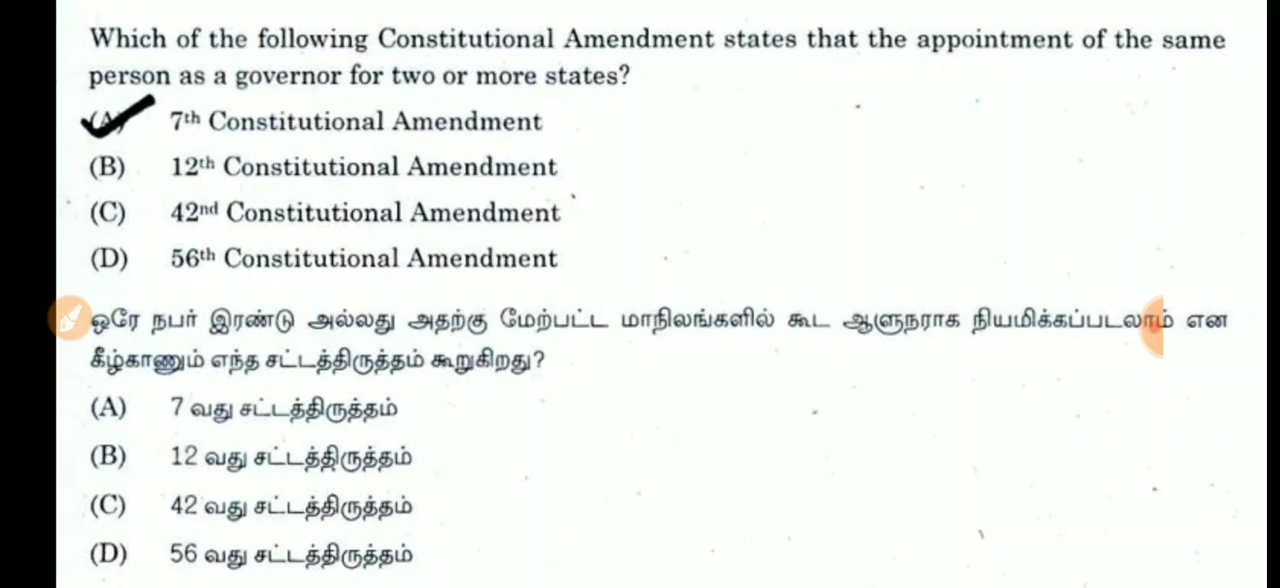 Which of the following Constitutional Amendment states that the appointment of the same
person as a governor for two or more states?
(A) 7th Constitutional Amendment
(B) 12th Constitutional Amendment
(C) 42nd Constitutional Amendment
(D) 56th Constitutional Amendment
ஒரே நபர் இரண்டு அல்லது அதற்கு மேற்பட்ட மாநிலங்களில் கூட ஆளுநராக நியமிக்கப்படலாம் என
கீழ்காணும் எந்த சட்டத்திருத்தம் கூறுகிறது?
(A) 7 வது சட்டத்திருத்தம்
(B) 12 வது சட்டத்திருத்தம்
(C) 42 வது சட்டத்திருத்தம்
(D) 56 வது சட்டத்திருத்தம்